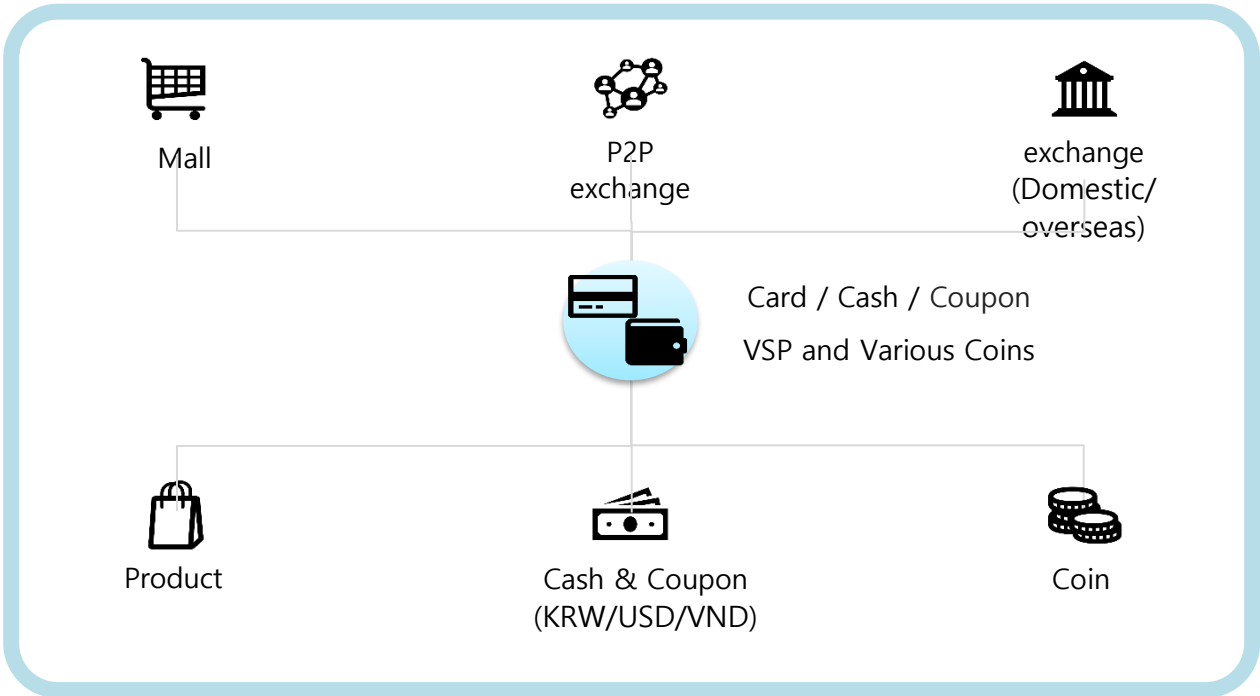 Mall
P2P
exchange
exchange
(Domestic/
overseas)
Card / Cash / Coupon
VSP and Various Coins
Product
Cash & Coupon
(KRW/USD/VND)
Coin